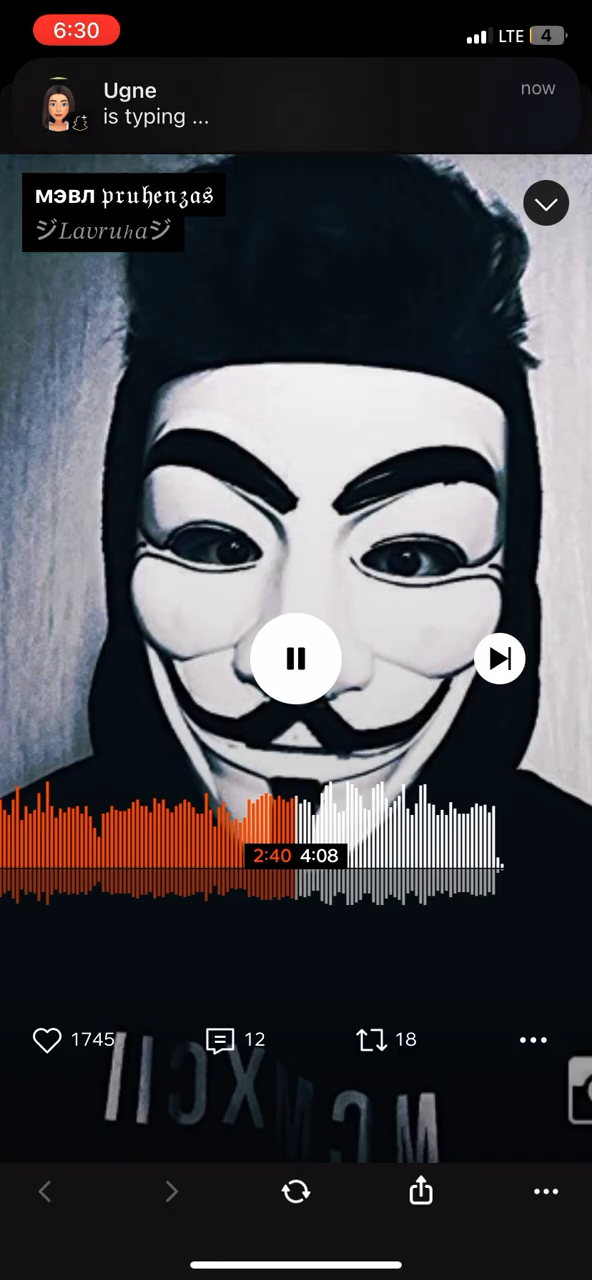 6:30
LTE 4
Ugne
now
is typing ...
мэвл 𝔭𝔯𝔲𝔥𝔢𝔫𝔷𝔞𝔰
ジLavruhaジ
2:40 4:08
1745
12
18